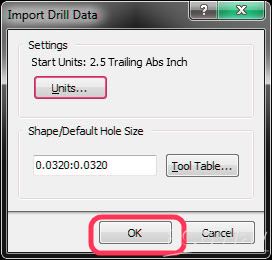 Import Drill Data
Settings
Start Units: 2.5 Trailing Abs Inch
Units...
Shape/Default Hole Size
0.0320:0.0320
Tool Table...
OK
Cancel